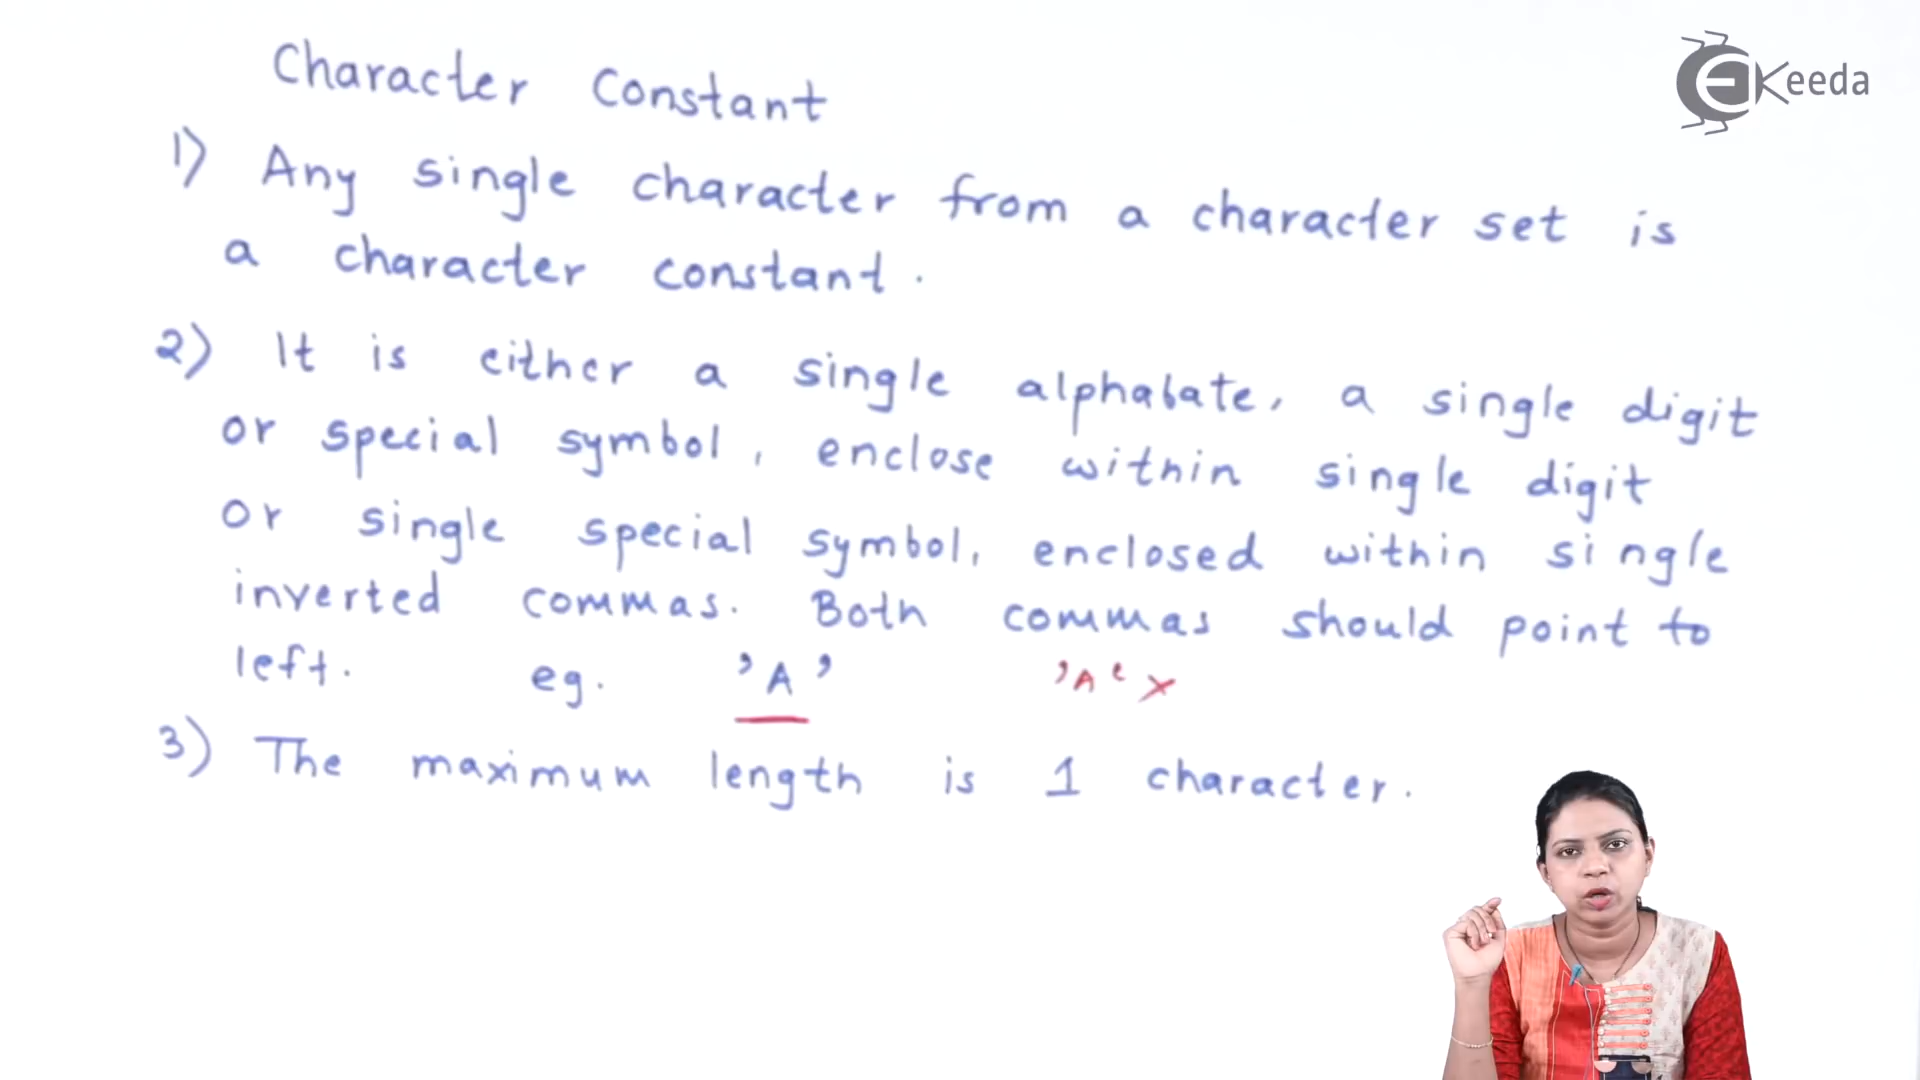 Character Constant
1) Any single character from a character set is
a character constant.
2) It is either a single alphabate, a single digit
or special symbol, enclose within single digit
or single special symbol, enclosed within single
inverted commas. Both commas should point to
left. eg. ’A’ ’A‘ ×
3) The maximum length is 1 character.
eKeeda